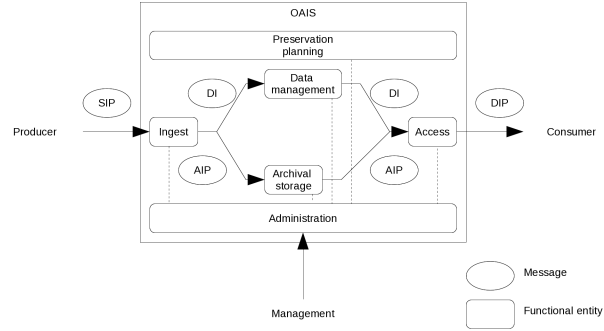 OAIS
Preservation
planning
Data
management
DI
DI
SIP
DIP
Producer
Ingest
Access
Consumer
AIP
AIP
Archival
storage
Administration
Message
Management
Functional entity